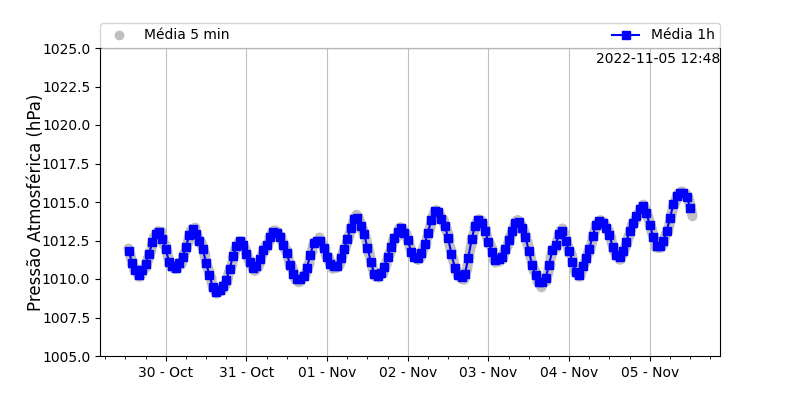 Média 5 min
Média 1h
2022-11-05 12:48
Pressão Atmosférica (hPa)
1025.0
1022.5
1020.0
1017.5
1015.0
1012.5
1010.0
1007.5
1005.0
30 - Oct
31 - Oct
01 - Nov
02 - Nov
03 - Nov
04 - Nov
05 - Nov